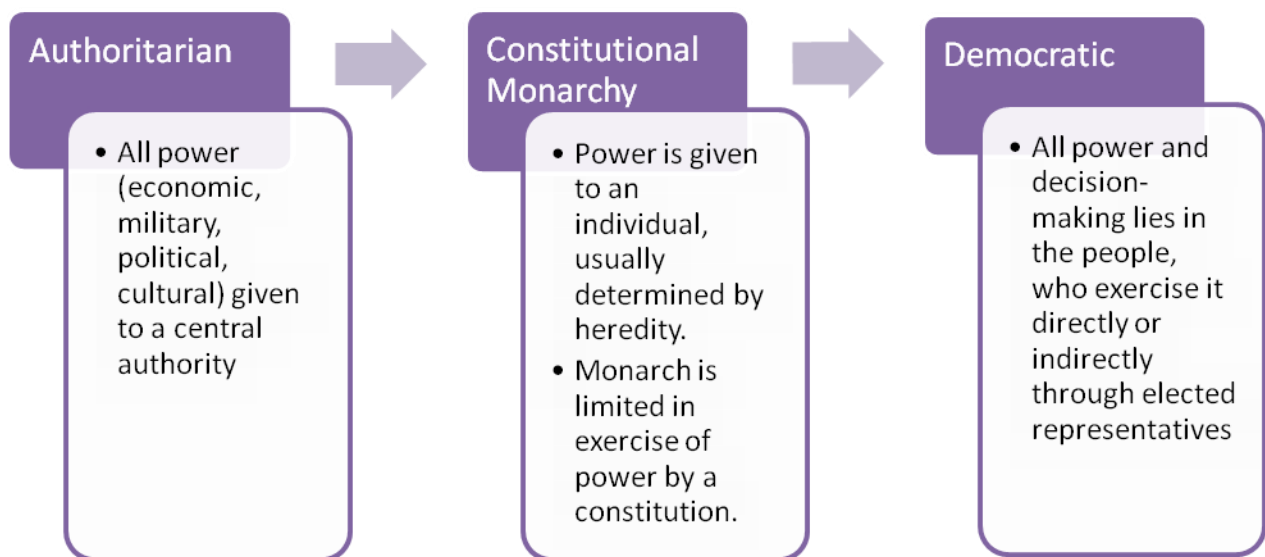 Authoritarian
• All power
(economic,
military,
political,
cultural) given
to a central
authority
Constitutional
Monarchy
• Power is given
to an
individual,
usually
determined by
heredity.
• Monarch is
limited in
exercise of
power by a
constitution.
Democratic
• All power and
decision-
making lies in
the people,
who exercise it
directly or
indirectly
through elected
representatives